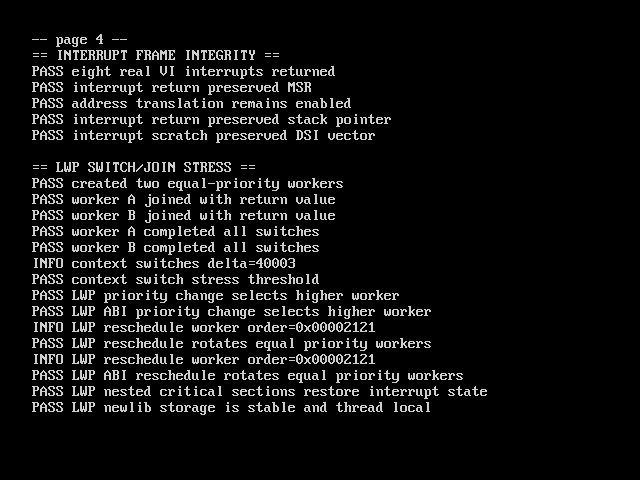 -- page 4 --
== INTERRUPT FRAME INTEGRITY ==
PASS eight real VI interrupts returned
PASS interrupt return preserved MSR
PASS address translation remains enabled
PASS interrupt return preserved stack pointer
PASS interrupt scratch preserved DSI vector
== LWP SWITCH/JOIN STRESS ==
PASS created two equal-priority workers
PASS worker A joined with return value
PASS worker B joined with return value
PASS worker A completed all switches
PASS worker B completed all switches
INFO context switches delta=40003
PASS context switch stress threshold
PASS LWP priority change selects higher worker
PASS LWP ABI priority change selects higher worker
INFO LWP reschedule worker order=0x00002121
PASS LWP reschedule rotates equal priority workers
INFO LWP reschedule worker order=0x00002121
PASS LWP ABI reschedule rotates equal priority workers
PASS LWP nested critical sections restore interrupt state
PASS LWP newlib storage is stable and thread local